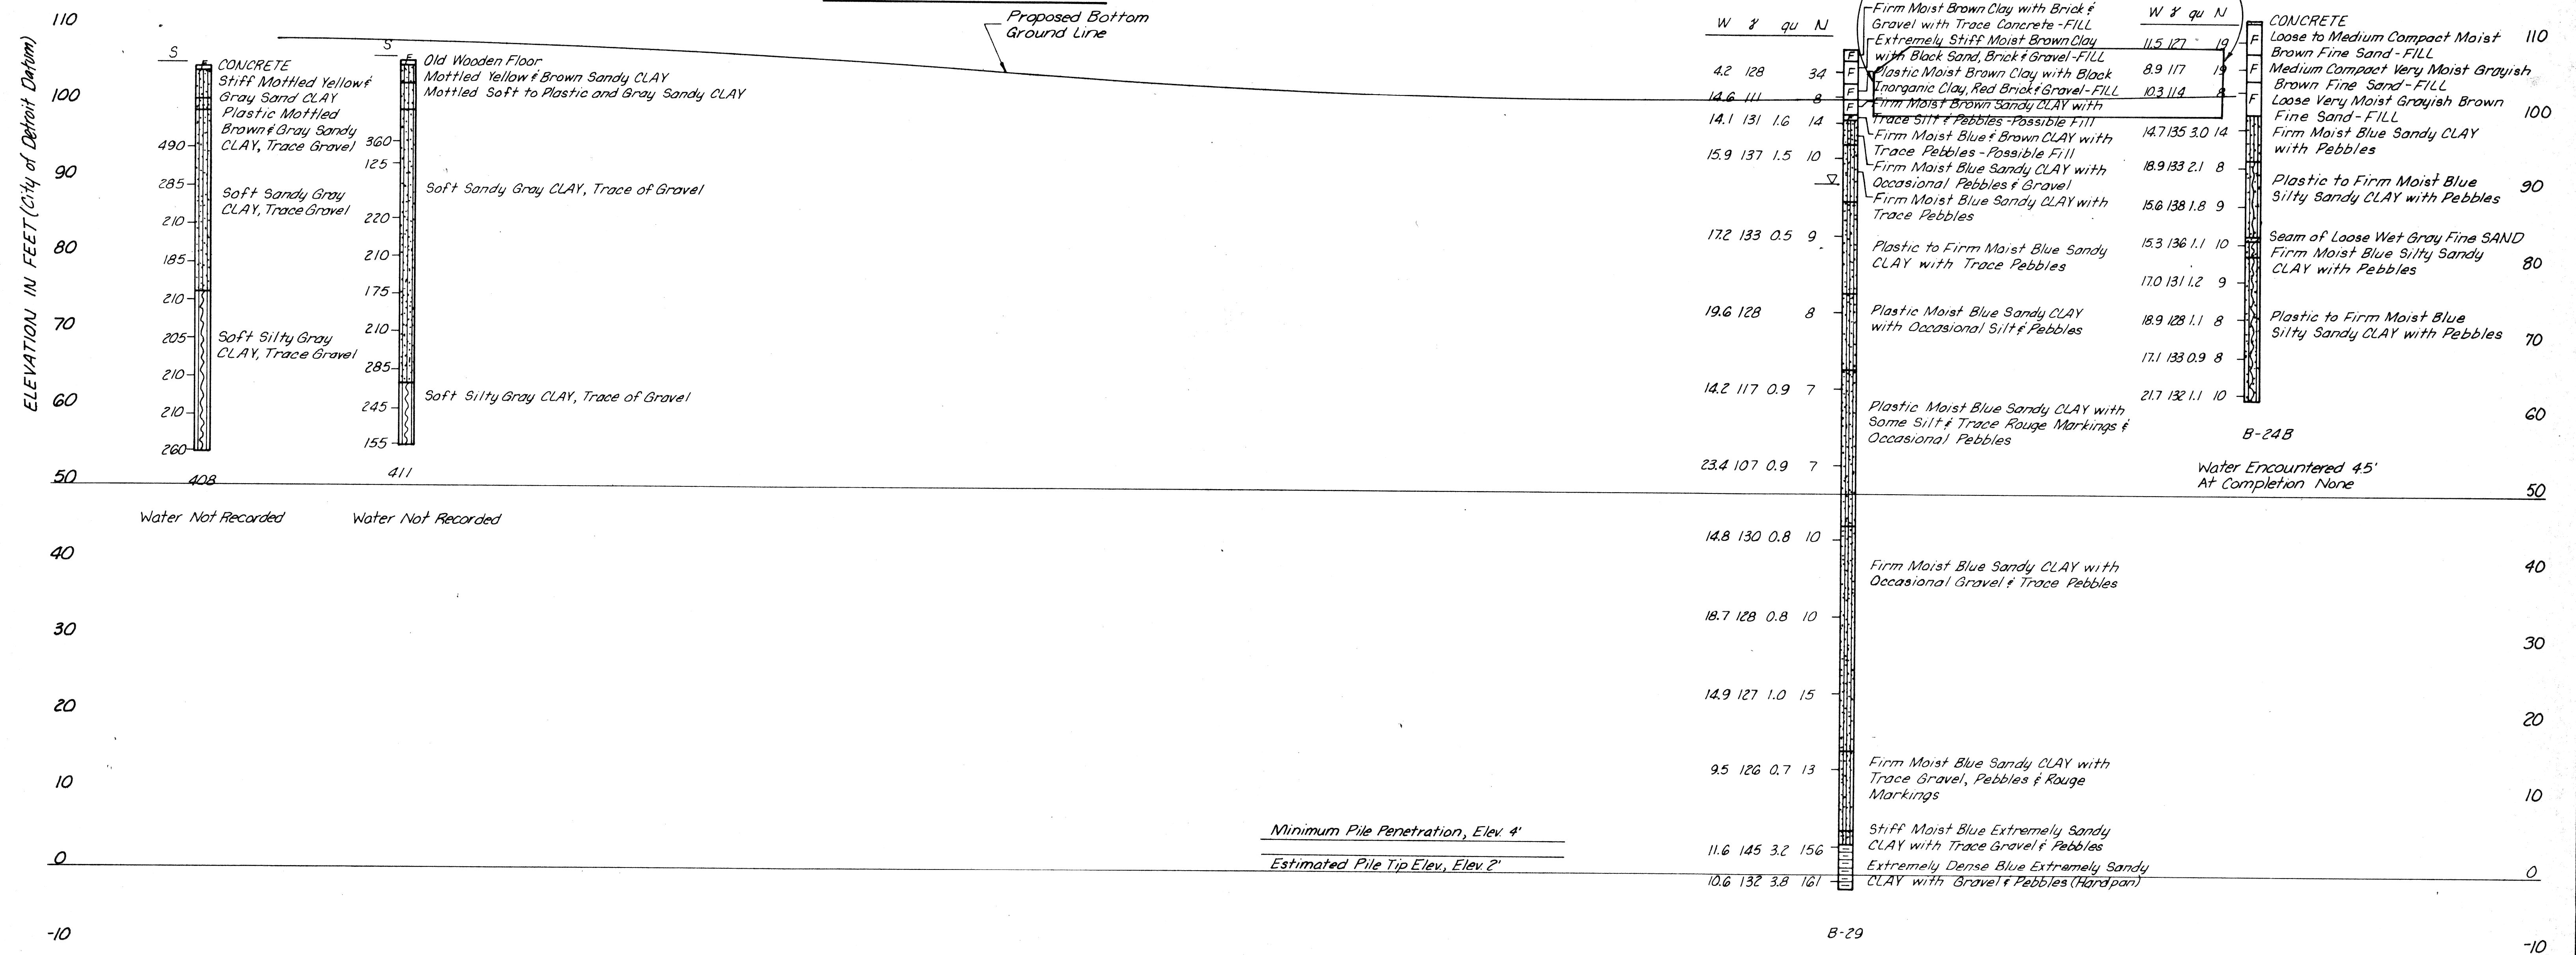 ELEVATION IN FEET (City of Detroit Datum)
110
100
90
80
70
60
50
40
30
20
10
0
-10
S
490
285
210
185
210
205
210
210
260
F
CONCRETE
Stiff Mottled Yellow &
Gray Sand CLAY
Plastic Mottled
Brown & Gray Sandy
CLAY, Trace Gravel
Soft Sandy Gray
CLAY, Trace Gravel
Soft Silty Gray
CLAY, Trace Gravel
408
Water Not Recorded
S
360
125
220
210
175
210
285
245
155
F
Old Wooden Floor
Mottled Yellow & Brown Sandy CLAY
Mottled Soft to Plastic and Gray Sandy CLAY
Soft Sandy Gray CLAY, Trace of Gravel
Soft Silty Gray CLAY, Trace of Gravel
411
Water Not Recorded
Proposed Bottom
Ground Line
Minimum Pile Penetration, Elev. 4'
Estimated Pile Tip Elev., Elev. 2'
W γ qu N
4.2 128 34
14.6 111 8
14.1 131 1.6 14
15.9 137 1.5 10
17.2 133 0.5 9
19.6 128 8
14.2 117 0.9 7
23.4 107 0.9 7
14.8 130 0.8 10
18.7 128 0.8 10
14.9 127 1.0 15
9.5 126 0.7 13
11.6 145 3.2 156
10.6 132 3.8 161
F
F
F
F
F
Firm Moist Brown Clay with Brick &
Gravel with Trace Concrete - FILL
Extremely Stiff Moist Brown Clay
with Black Sand, Brick & Gravel - FILL
Plastic Moist Brown Clay with Black
Inorganic Clay, Red Brick & Gravel - FILL
Firm Moist Brown Sandy CLAY with
Trace Silt & Pebbles - Possible Fill
Firm Moist Blue & Brown CLAY with
Trace Pebbles - Possible Fill
Firm Moist Blue Sandy CLAY with
Occasional Pebbles & Gravel
Firm Moist Blue Sandy CLAY with
Trace Pebbles
Plastic to Firm Moist Blue Sandy
CLAY with Trace Pebbles
Plastic Moist Blue Sandy CLAY
with Occasional Silt & Pebbles
Plastic Moist Blue Sandy CLAY with
Some Silt & Trace Rouge Markings &
Occasional Pebbles
Firm Moist Blue Sandy CLAY with
Occasional Gravel & Trace Pebbles
Firm Moist Blue Sandy CLAY with
Trace Gravel, Pebbles & Rouge
Markings
Stiff Moist Blue Extremely Sandy
CLAY with Trace Gravel & Pebbles
Extremely Dense Blue Extremely Sandy
CLAY with Gravel & Pebbles (Hardpan)
B-29
W γ qu N
11.5 127 19
8.9 117 19
10.3 114 8
14.7 135 3.0 14
18.9 133 2.1 8
15.6 138 1.8 9
15.3 136 1.1 10
17.0 131 1.2 9
18.9 128 1.1 8
17.1 133 0.9 8
21.7 132 1.1 10
F
F
F
CONCRETE
Loose to Medium Compact Moist
Brown Fine Sand - FILL
Medium Compact Very Moist Grayish
Brown Fine Sand - FILL
Loose Very Moist Grayish Brown
Fine Sand - FILL
Firm Moist Blue Sandy CLAY
with Pebbles
Plastic to Firm Moist Blue
Silty Sandy CLAY with Pebbles
Seam of Loose Wet Gray Fine SAND
Firm Moist Blue Silty Sandy
CLAY with Pebbles
Plastic to Firm Moist Blue
Silty Sandy CLAY with Pebbles
B-24B
Water Encountered 4.5'
At Completion None
110
100
90
80
70
60
50
40
30
20
10
0
-10